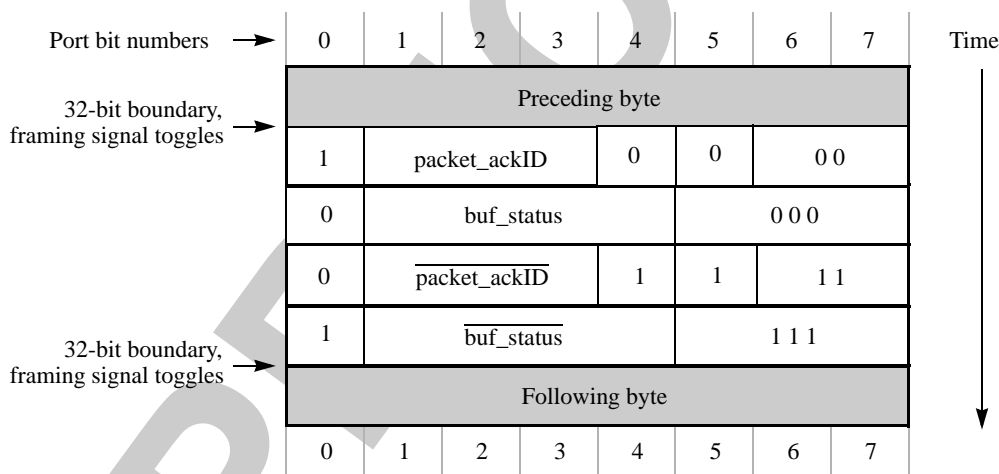 Port bit numbers 0 1 2 3 4 5 6 7 Time
Preceding byte
32-bit boundary,
framing signal toggles
1 packet_ackID 0 0 0 0
0 buf_status 0 0 0
0 packet_ackID 1 1 1 1
1 buf_status 1 1 1
32-bit boundary,
framing signal toggles
Following byte
0 1 2 3 4 5 6 7